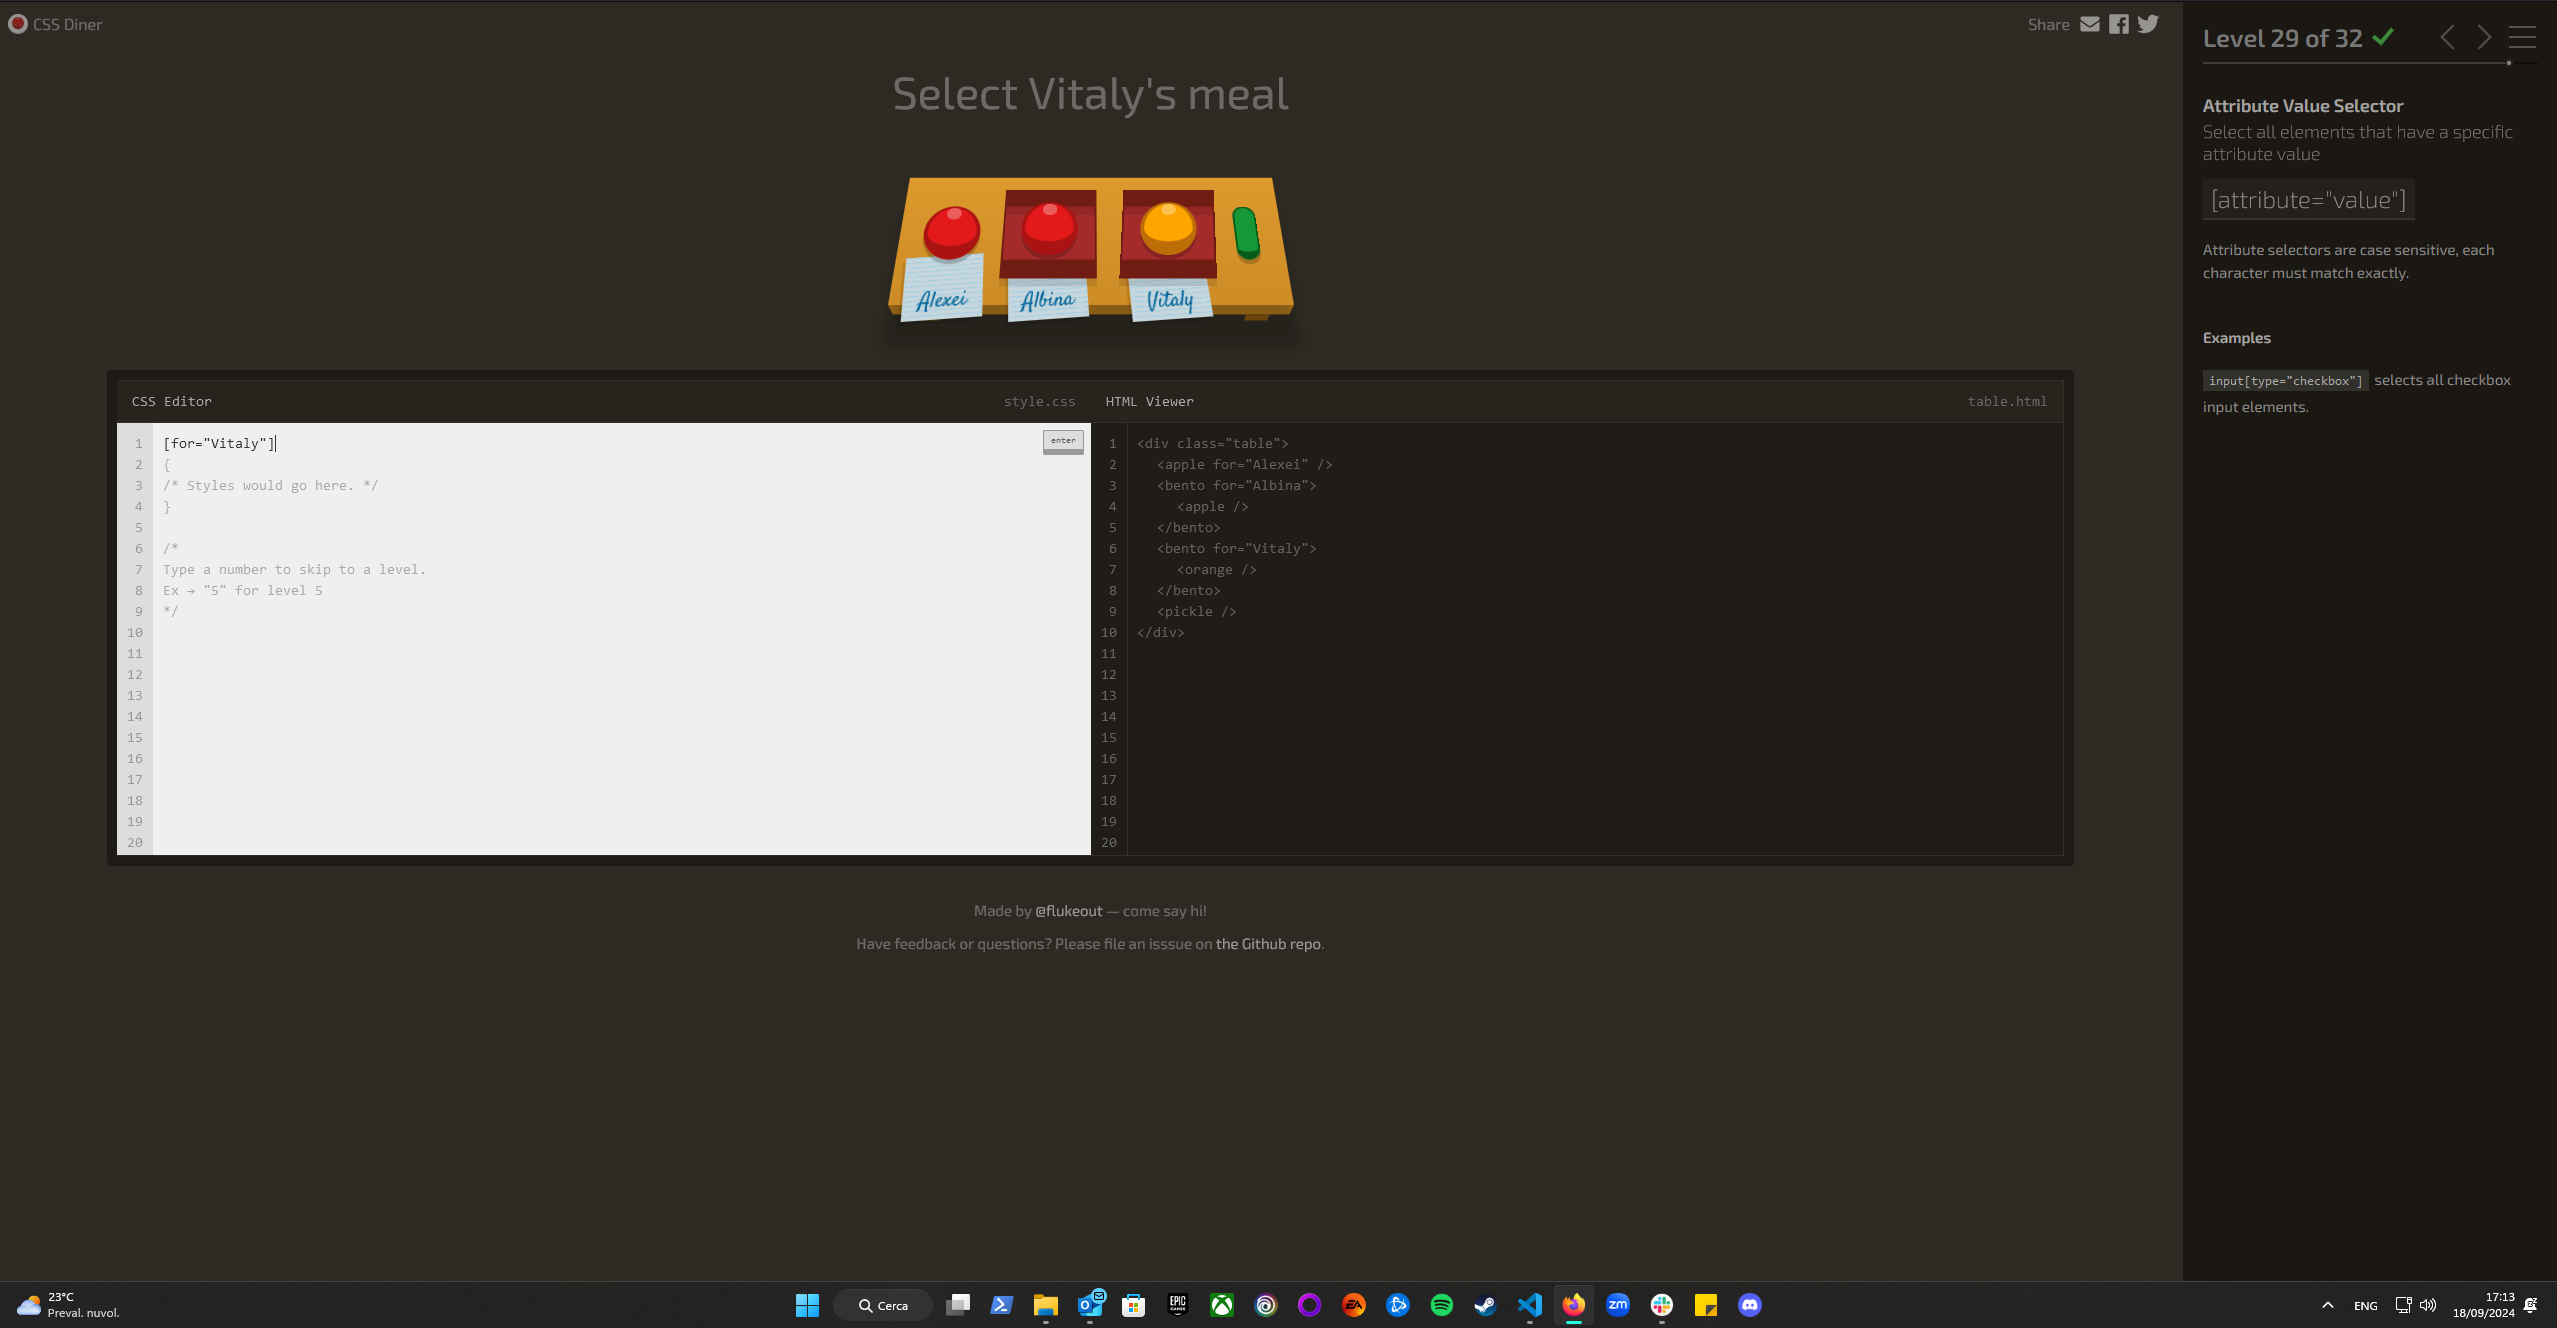 CSS Diner
Share
Select Vitaly's meal
Alexei
Albina
Vitaly
CSS Editor
style.css
1 [for="Vitaly"]
enter
2 {
3 /* Styles would go here. */
4 }
5
6 /*
7 Type a number to skip to a level.
8 Ex → "5" for level 5
9 */
10
11
12
13
14
15
16
17
18
19
20
HTML Viewer
table.html
1 <div class="table">
2 <apple for="Alexei" />
3 <bento for="Albina">
4 <apple />
5 </bento>
6 <bento for="Vitaly">
7 <orange />
8 </bento>
9 <pickle />
10 </div>
11
12
13
14
15
16
17
18
19
20
Made by @flukeout — come say hi!
Have feedback or questions? Please file an isssue on the Github repo.
Level 29 of 32
Attribute Value Selector
Select all elements that have a specific
attribute value
[attribute="value"]
Attribute selectors are case sensitive, each
character must match exactly.
Examples
input[type="checkbox"] selects all checkbox
input elements.
23°C
Preval. nuvol.
Cerca
EPIC
GAMES
EA
zm
ENG
17:13
18/09/2024